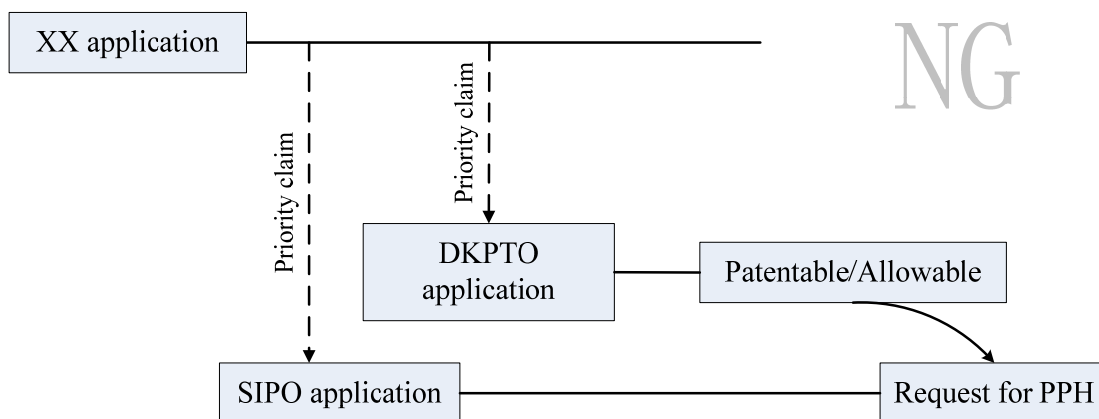 XX application
NG
Priority claim
Priority claim
DKPTO
application
Patentable/Allowable
SIPO application
Request for PPH